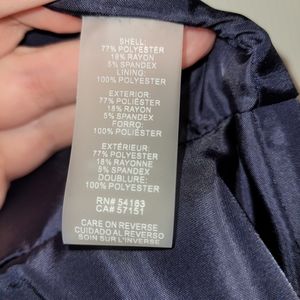 SHELL:
77% POLYESTER
18% RAYON
5% SPANDEX
LINING:
100% POLYESTER
EXTERIOR:
77% POLIÉSTER
18% RAYON
5% SPANDEX
FORRO:
100% POLIÉSTER
EXTÉRIEUR:
77% POLYESTER
18% RAYONNE
5% SPANDEX
DOUBLURE:
100% POLYESTER
RN# 54163
CA# 57151
CARE ON REVERSE
CUIDADO AL REVERSO
SOIN SUR L'INVERSE